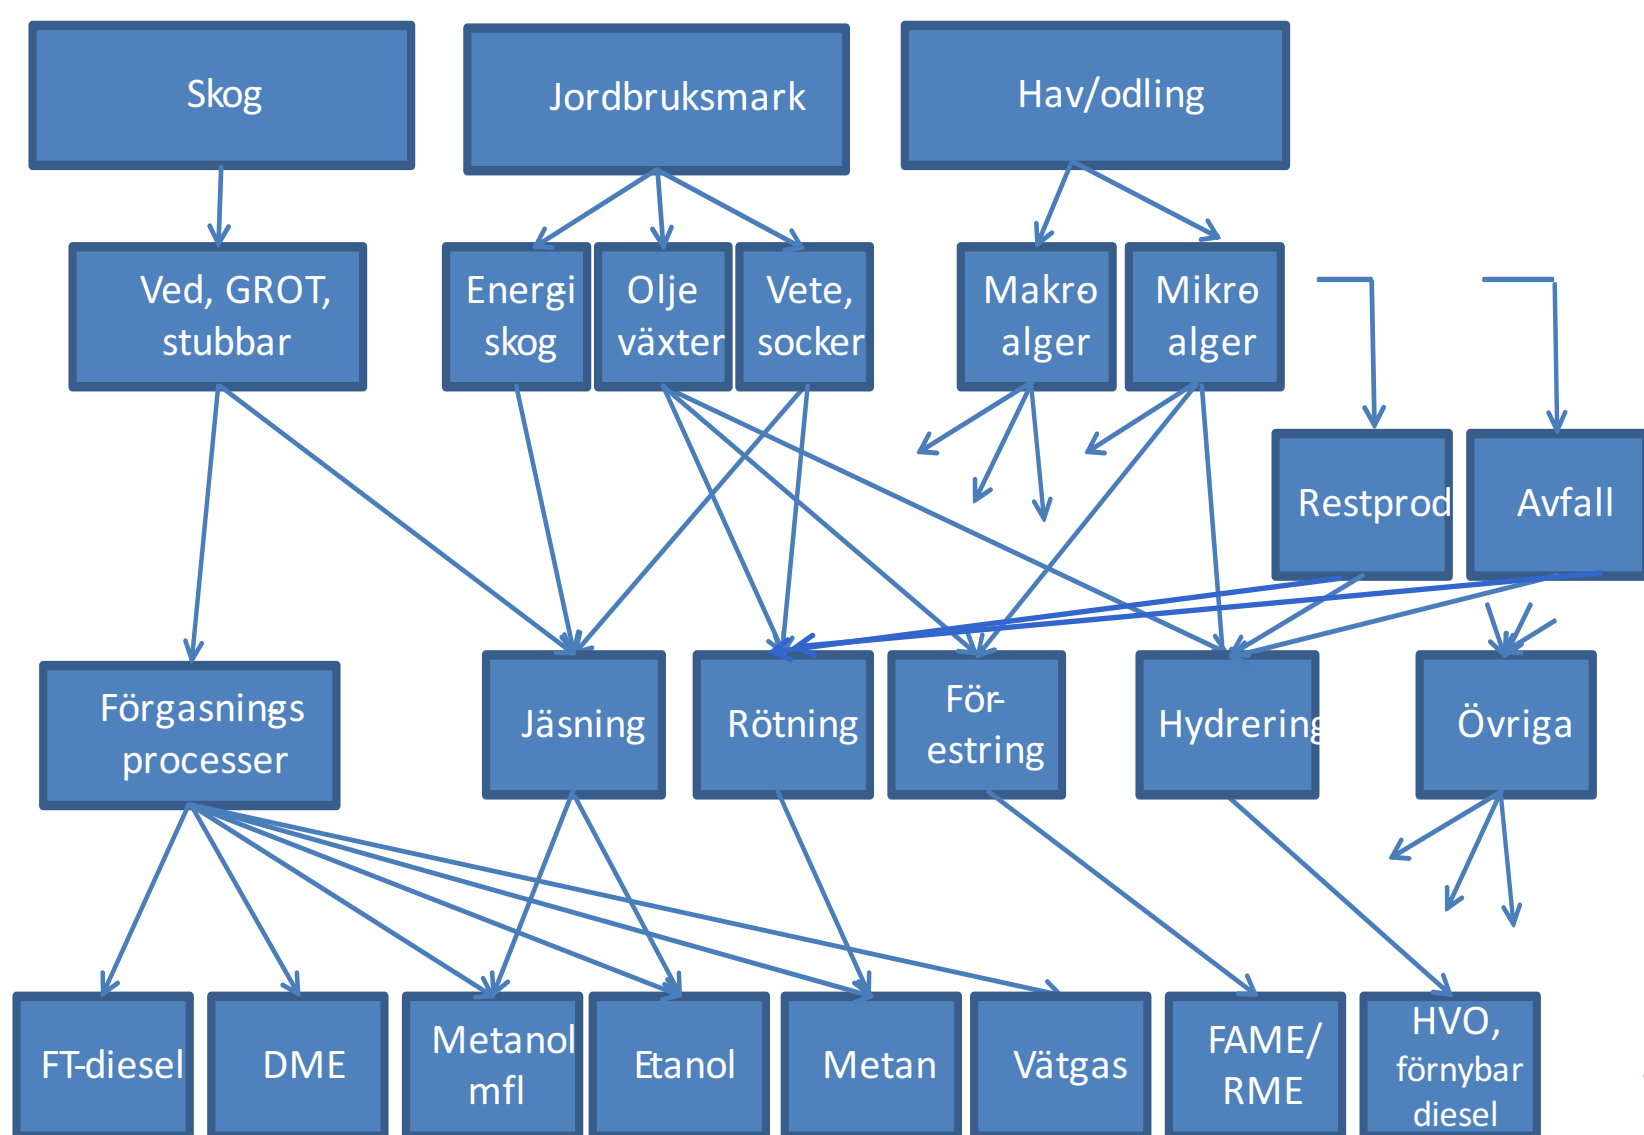 Skog
Jordbruksmark
Hav/odling
Ved, GROT,
stubbar
Energi-
skog
Olje
växter
Vete,
socker
Makro-
alger
Mikro-
alger
Restprod
Avfall
Förgasnings-
processer
Jäsning
Rötning
För-
estring
Hydrering
Övriga
FT-diesel
DME
Metanol
mfl
Etanol
Metan
Vätgas
FAME/
RME
HVO,
förnybar
diesel